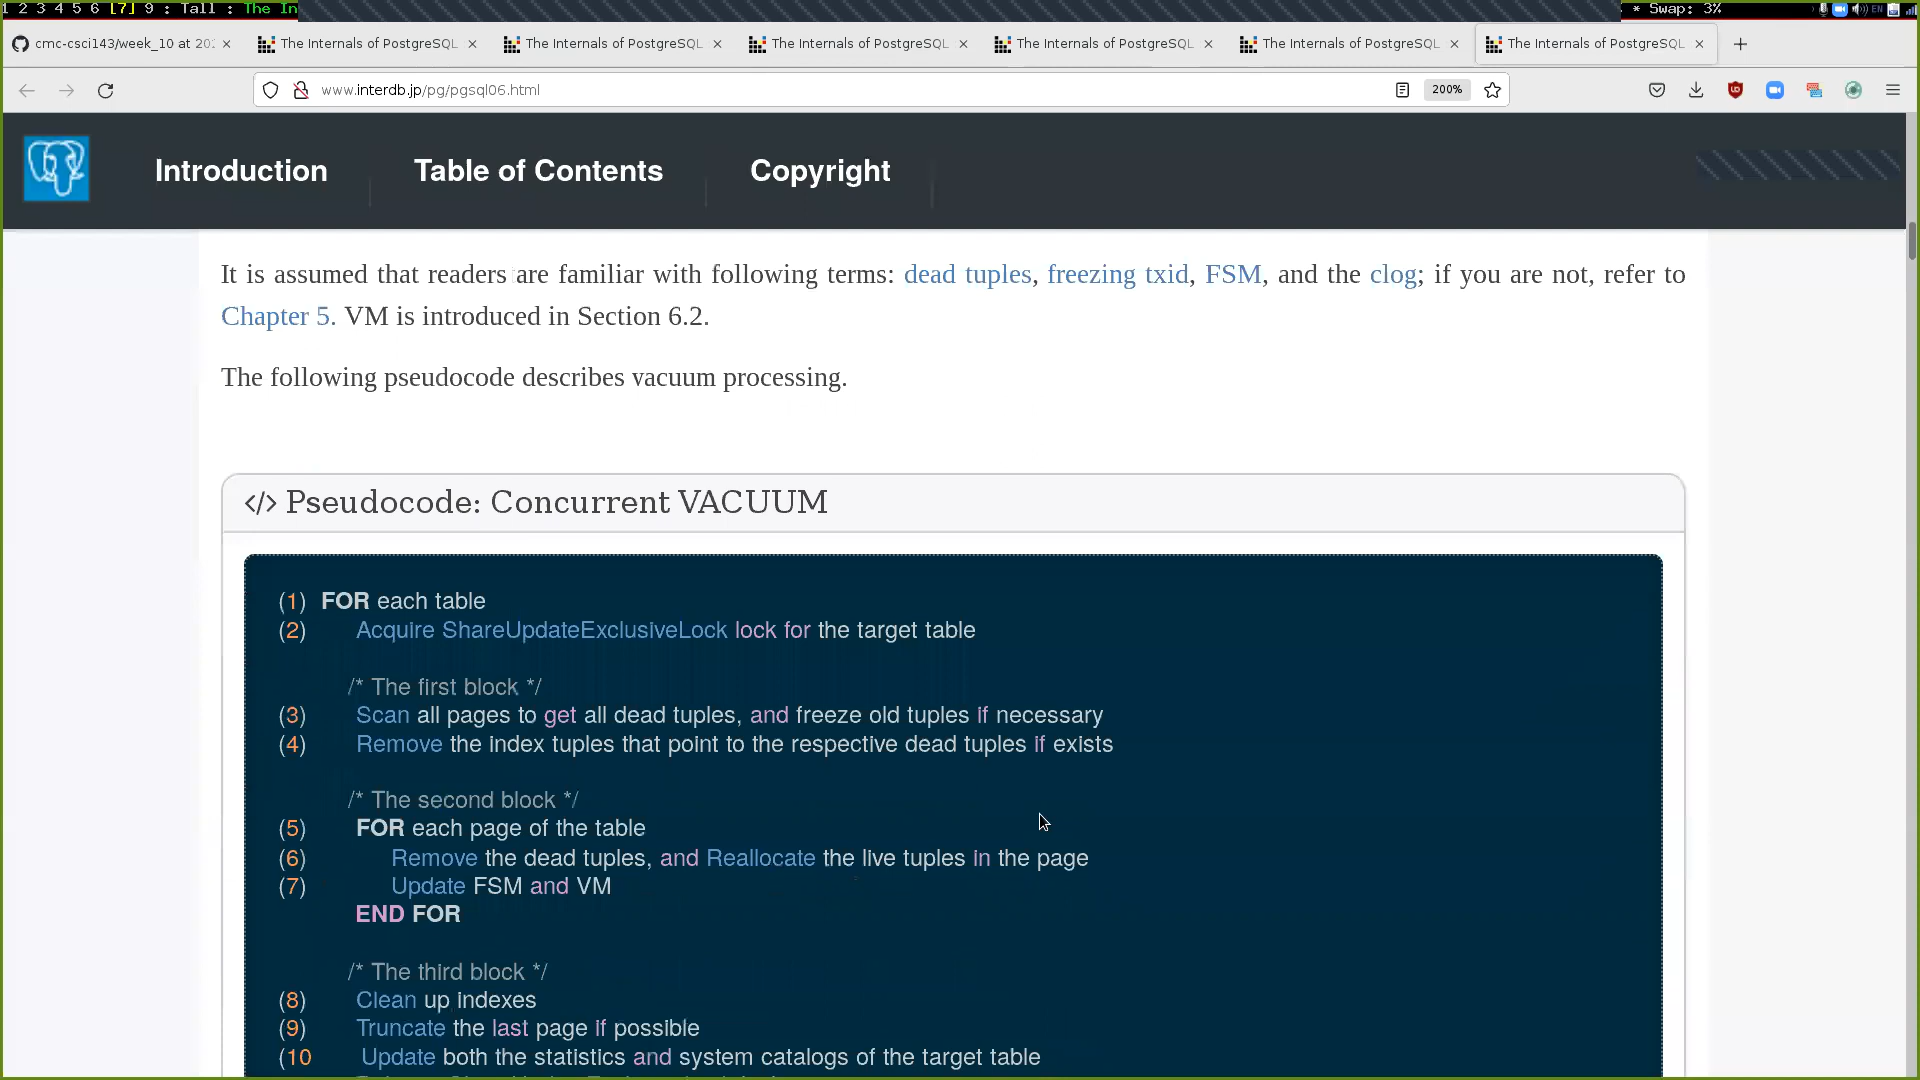 1 2 3 4 5 6 [7] 9 : Tall : The In
* Swap: 3%
EN
cmc-csci143/week_10 at 202
The Internals of PostgreSQL
The Internals of PostgreSQL
The Internals of PostgreSQL
The Internals of PostgreSQL
The Internals of PostgreSQL
The Internals of PostgreSQL
www.interdb.jp/pg/pgsql06.html
200%
Introduction
Table of Contents
Copyright
It is assumed that readers are familiar with following terms: dead tuples, freezing txid, FSM, and the clog; if you are not, refer to
Chapter 5. VM is introduced in Section 6.2.
The following pseudocode describes vacuum processing.
</> Pseudocode: Concurrent VACUUM
(1) FOR each table
(2) Acquire ShareUpdateExclusiveLock lock for the target table
/* The first block */
(3) Scan all pages to get all dead tuples, and freeze old tuples if necessary
(4) Remove the index tuples that point to the respective dead tuples if exists
/* The second block */
(5) FOR each page of the table
(6) Remove the dead tuples, and Reallocate the live tuples in the page
(7) Update FSM and VM
END FOR
/* The third block */
(8) Clean up indexes
(9) Truncate the last page if possible
(10 Update both the statistics and system catalogs of the target table